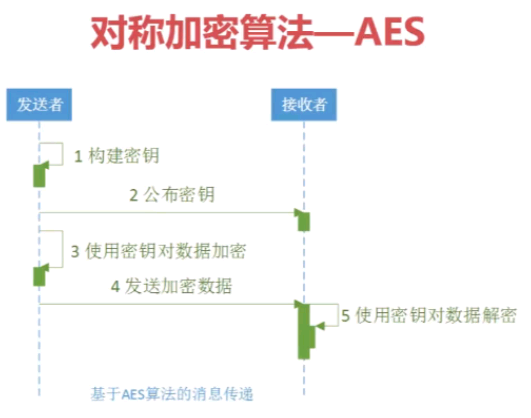 对称加密算法—AES
发送者
接收者
1 构建密钥
2 公布密钥
3 使用密钥对数据加密
4 发送加密数据
5 使用密钥对数据解密
基于AES算法的消息传递